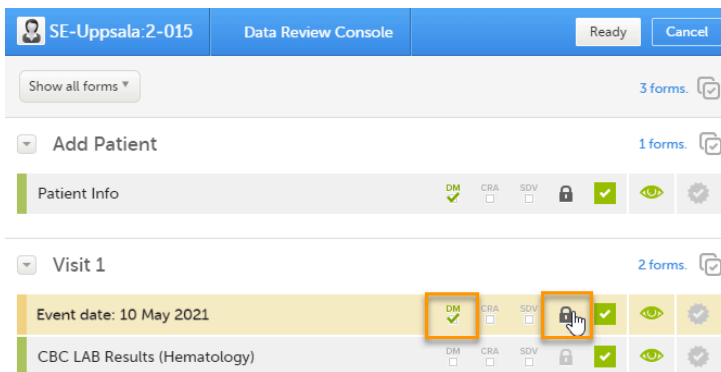 SE-Uppsala:2-015 Data Review Console Ready Cancel
Show all forms 3 forms.
Add Patient 1 forms.
Patient Info DM CRA SDV
Visit 1 2 forms.
Event date: 10 May 2021 DM CRA SDV
CBC LAB Results (Hematology) DM CRA SDV